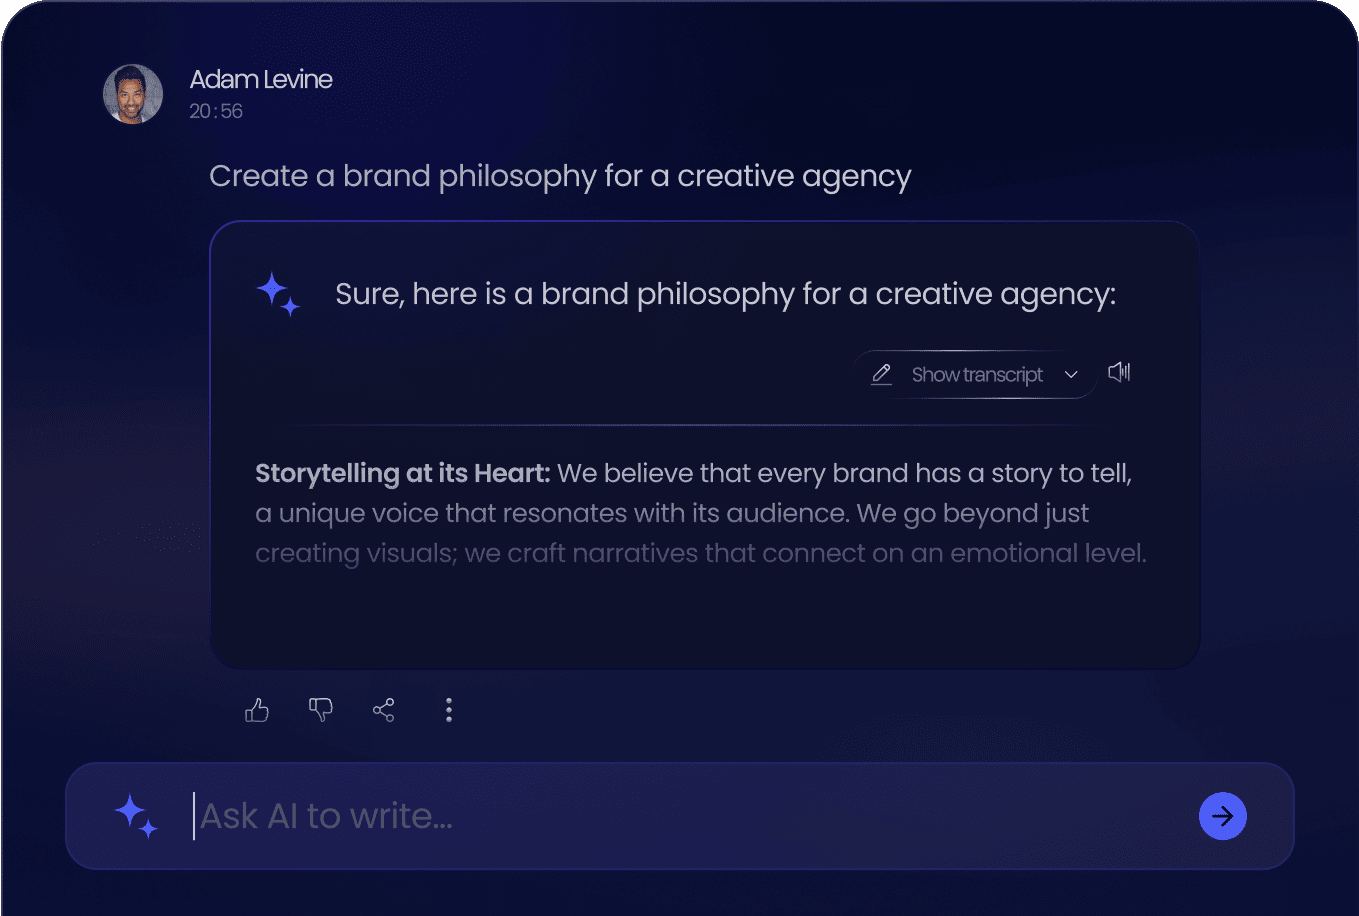 Adam Levine
20:56
Create a brand philosophy for a creative agency
Sure, here is a brand philosophy for a creative agency:
Show transcript
Storytelling at its Heart: We believe that every brand has a story to tell,
a unique voice that resonates with its audience. We go beyond just
creating visuals; we craft narratives that connect on an emotional level.
Ask AI to write...